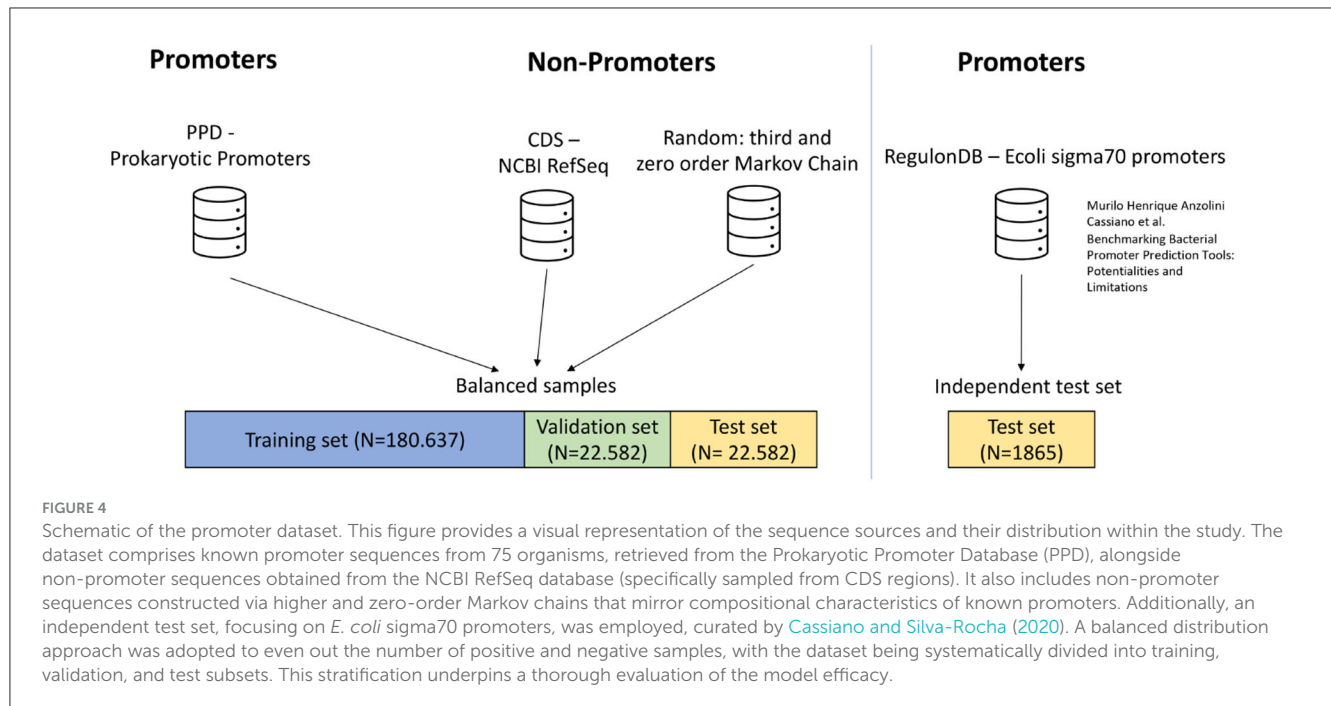 Promoters
Non-Promoters
Promoters
PPD -
Prokaryotic Promoters
CDS –
NCBI RefSeq
Random: third and
zero order Markov Chain
RegulonDB – Ecoli sigma70 promoters
Murilo Henrique Anzolini
Cassiano et al.
Benchmarking Bacterial
Promoter Prediction Tools:
Potentialities and
Limitations
Balanced samples
Training set (N=180.637)
Validation set
(N=22.582)
Test set
(N= 22.582)
Independent test set
Test set
(N=1865)
FIGURE 4
Schematic of the promoter dataset. This figure provides a visual representation of the sequence sources and their distribution within the study. The
dataset comprises known promoter sequences from 75 organisms, retrieved from the Prokaryotic Promoter Database (PPD), alongside
non-promoter sequences obtained from the NCBI RefSeq database (specifically sampled from CDS regions). It also includes non-promoter
sequences constructed via higher and zero-order Markov chains that mirror compositional characteristics of known promoters. Additionally, an
independent test set, focusing on E. coli sigma70 promoters, was employed, curated by Cassiano and Silva-Rocha (2020). A balanced distribution
approach was adopted to even out the number of positive and negative samples, with the dataset being systematically divided into training,
validation, and test subsets. This stratification underpins a thorough evaluation of the model efficacy.